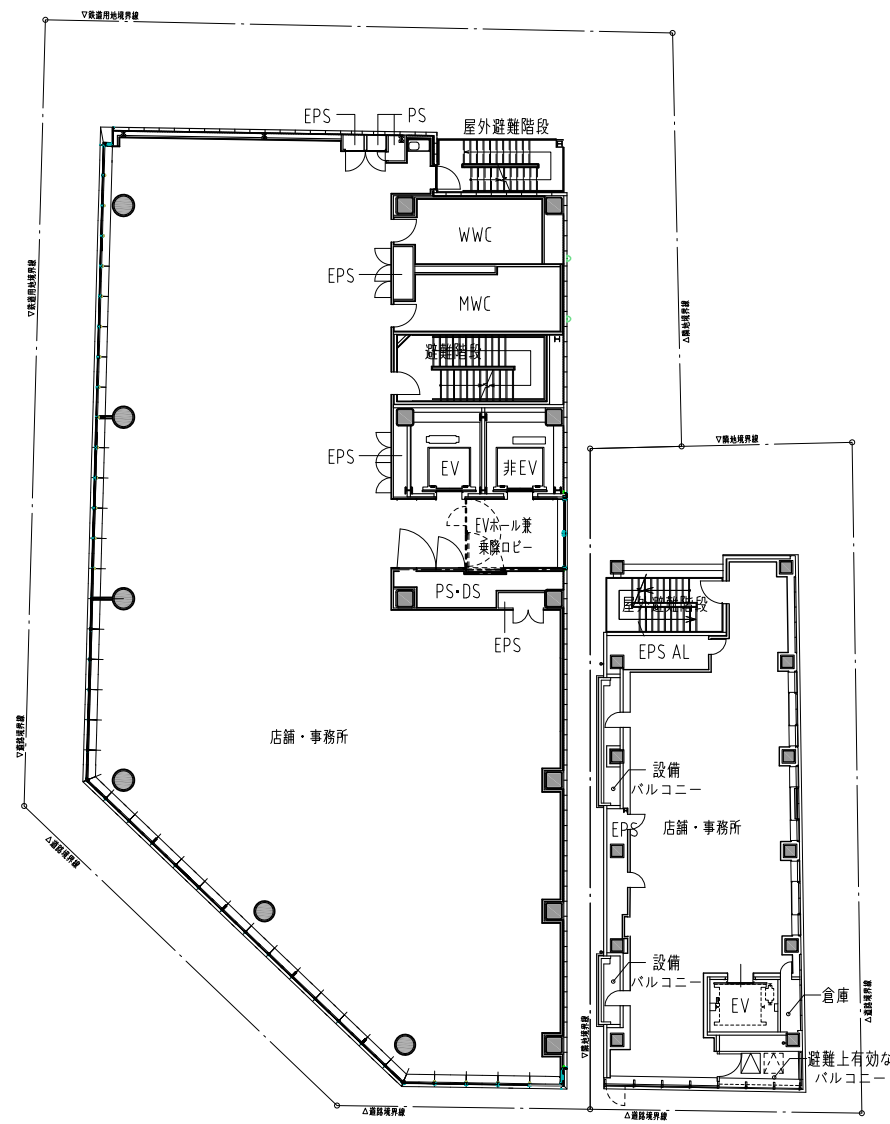 ▽鉄道用地境界線
EPS
PS
屋外避難階段
WWC
EPS
MWC
▽鉄道用地境界線
△隣地境界線
避難階段
EPS
EV
非EV
▽隣地境界線
EVホール兼
乗降ロビー
PS・DS
EPS
屋外避難階段
EPS AL
▽道路境界線
店舗・事務所
設備
バルコニー
EPS
店舗・事務所
△道路境界線
設備
バルコニー
EV
倉庫
▽隣地境界線
△道路境界線
避難上有効な
バルコニー
△道路境界線
△道路境界線